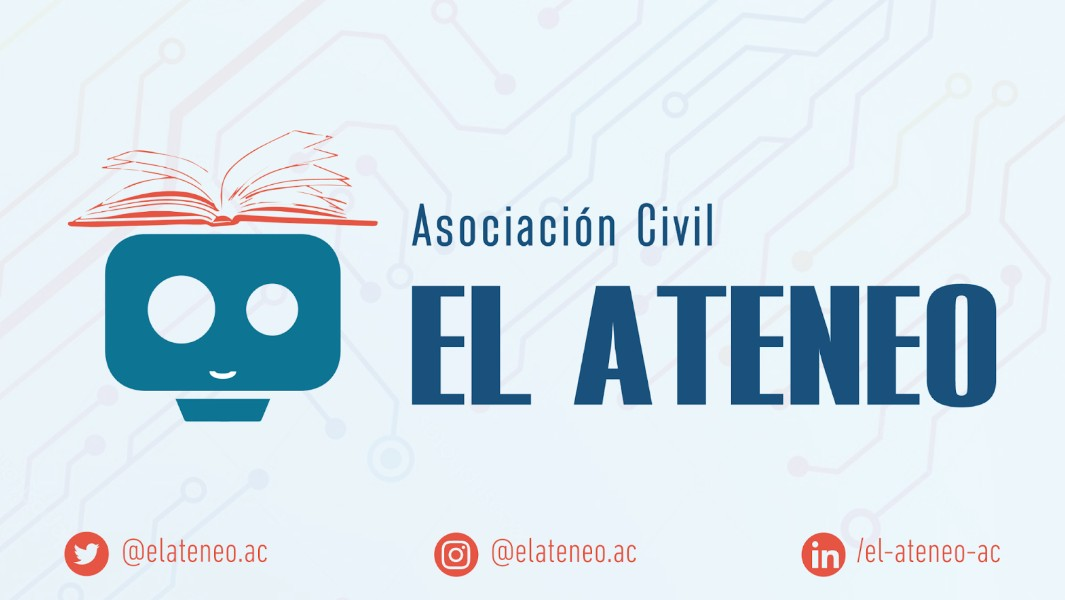 Asociación Civil
EL ATENEO
@elateneo.ac
@elateneo.ac
/el-ateneo-ac